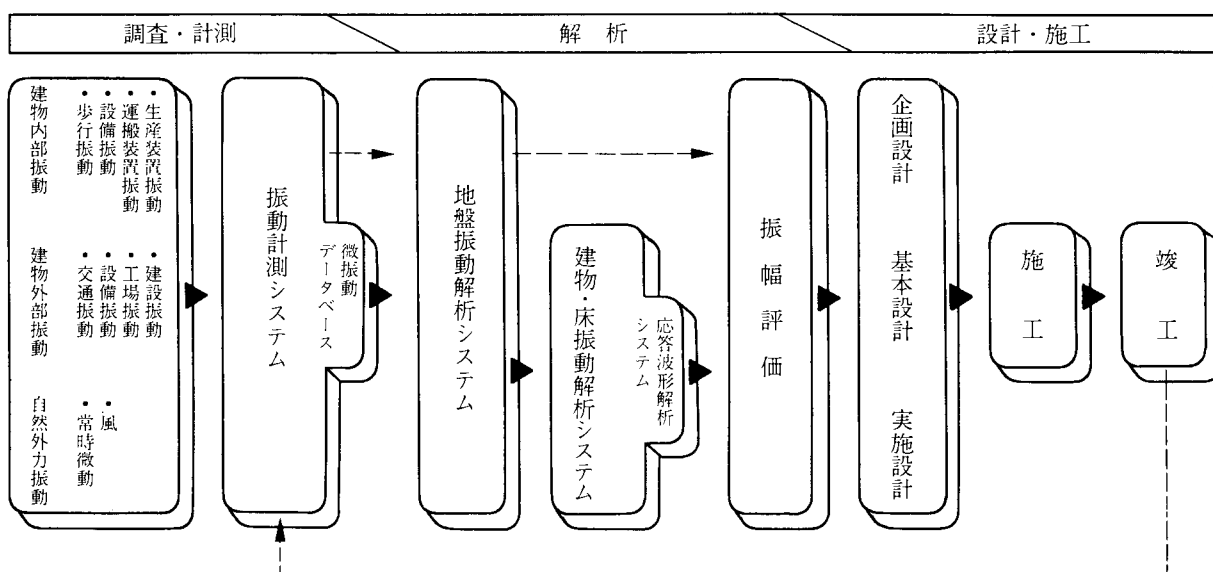 調査・計測
解析
設計・施工
建物内部振動
・歩行振動
・設備振動
・運搬装置振動
・生産装置振動
建物外部振動
・交通振動
・設備振動
・工場振動
・建設振動
自然外力振動
・常時微動
・風
振動計測システム
微振動
データベース
地盤振動解析システム
建物・床振動解析システム
応答波形解析
システム
振幅評価
企画設計
基本設計
実施設計
施工
竣工